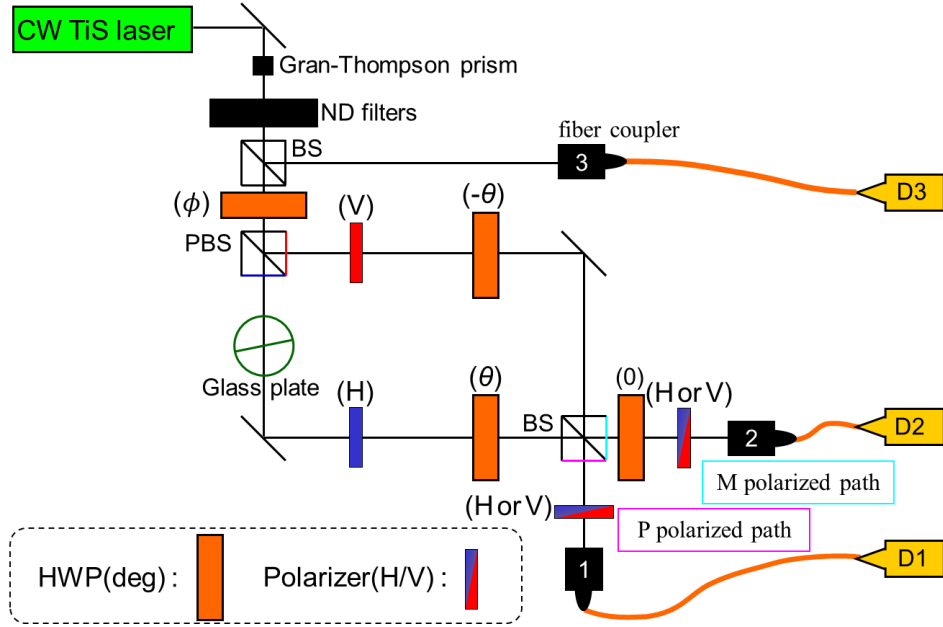 CW TiS laser
Gran-Thompson prism
ND filters
BS
fiber coupler
3
D3
(ϕ)
(V)
(-θ)
PBS
Glass plate
(H)
(θ)
BS
(0)
(H or V)
2
D2
M polarized path
(H or V)
P polarized path
1
D1
HWP(deg) :
Polarizer(H/V) :